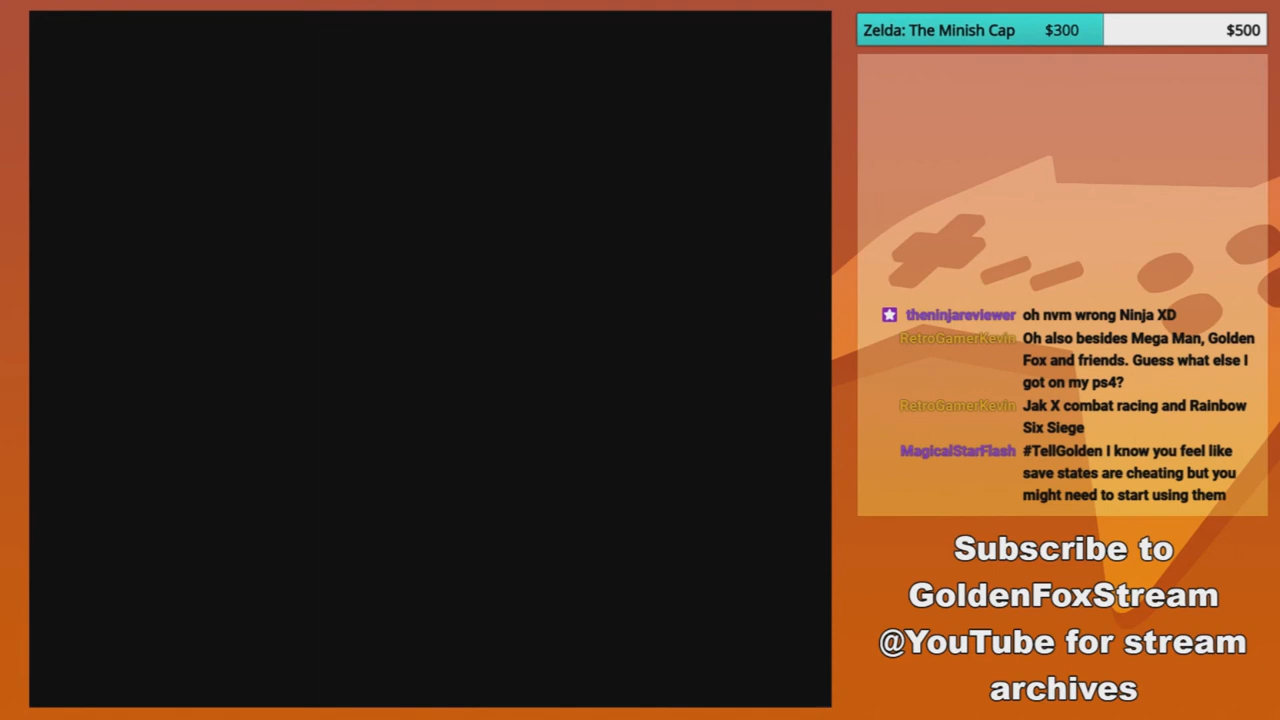 Zelda: The Minish Cap $300 $500
theninjareviewer oh nvm wrong Ninja XD
RetroGamerKevin Oh also besides Mega Man, Golden
Fox and friends. Guess what else I
got on my ps4?
RetroGamerKevin Jak X combat racing and Rainbow
Six Siege
MagicalStarFlash #TellGolden I know you feel like
save states are cheating but you
might need to start using them
Subscribe to
GoldenFoxStream
@YouTube for stream
archives